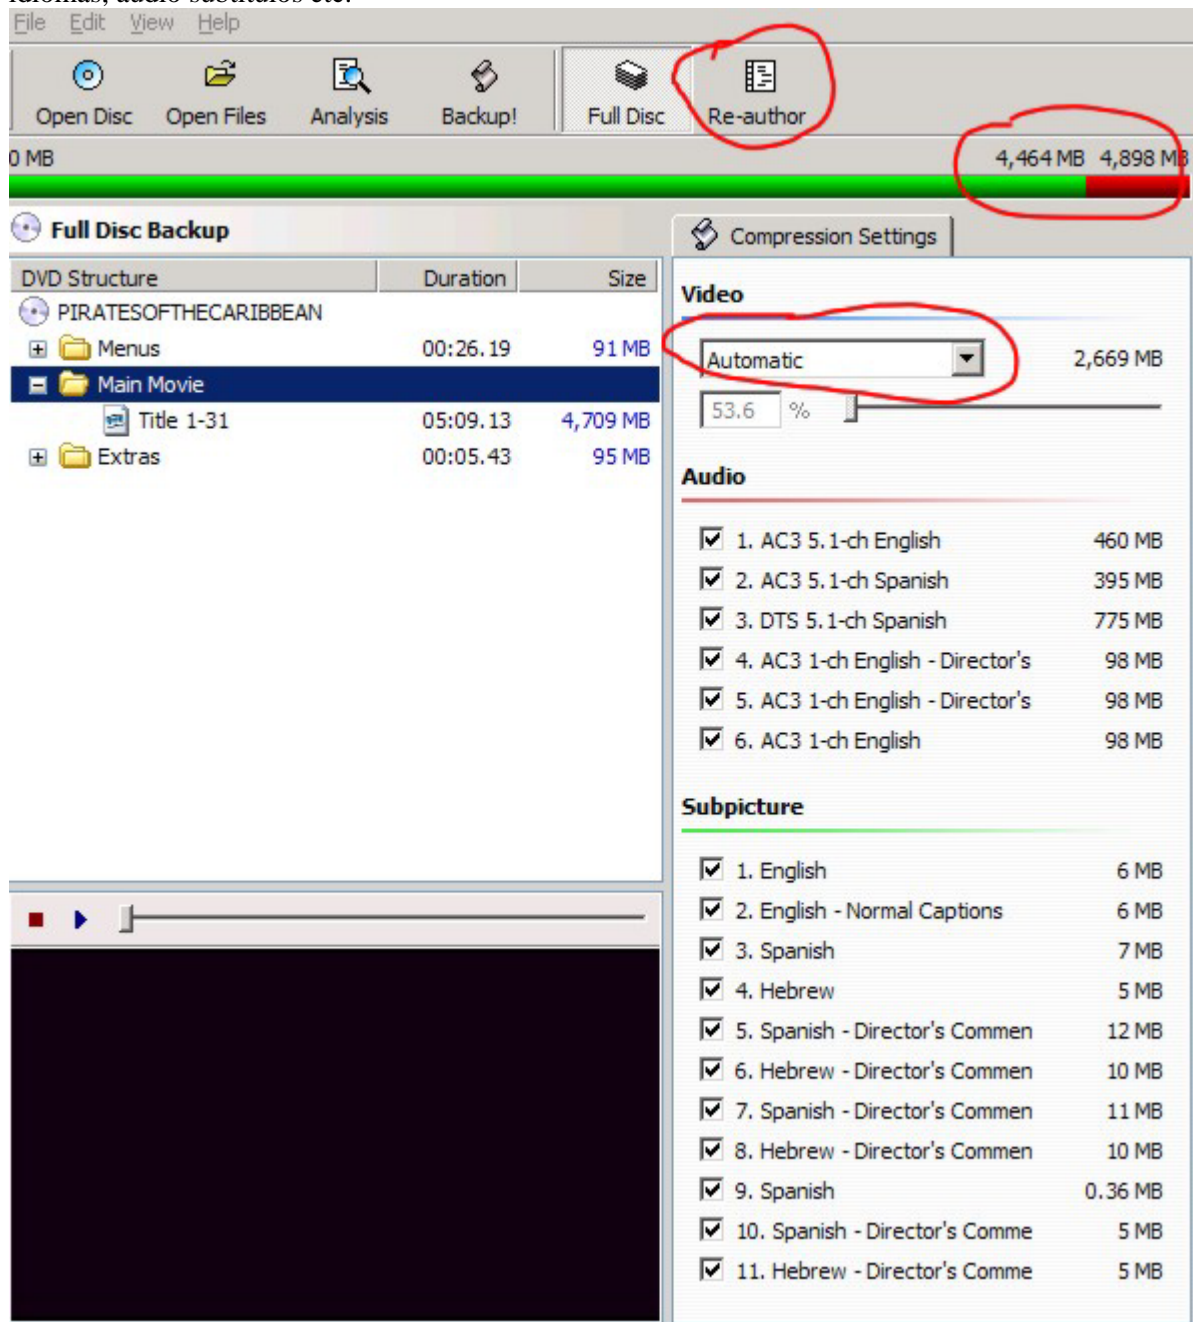 idiomas, audio subtítulos etc.
File Edit View Help
Open Disc Open Files Analysis Backup! Full Disc Re-author
0 MB 4,464 MB 4,898 MB
Full Disc Backup
Compression Settings
DVD Structure Duration Size
PIRATESOFTHECARIBBEAN
Menus 00:26.19 91 MB
Main Movie
Title 1-31 05:09.13 4,709 MB
Extras 00:05.43 95 MB
Video
Automatic 2,669 MB
53.6 %
Audio
1. AC3 5.1-ch English 460 MB
2. AC3 5.1-ch Spanish 395 MB
3. DTS 5.1-ch Spanish 775 MB
4. AC3 1-ch English - Director's 98 MB
5. AC3 1-ch English - Director's 98 MB
6. AC3 1-ch English 98 MB
Subpicture
1. English 6 MB
2. English - Normal Captions 6 MB
3. Spanish 7 MB
4. Hebrew 5 MB
5. Spanish - Director's Commen 12 MB
6. Hebrew - Director's Commen 10 MB
7. Spanish - Director's Commen 11 MB
8. Hebrew - Director's Commen 10 MB
9. Spanish 0.36 MB
10. Spanish - Director's Comme 5 MB
11. Hebrew - Director's Comme 5 MB